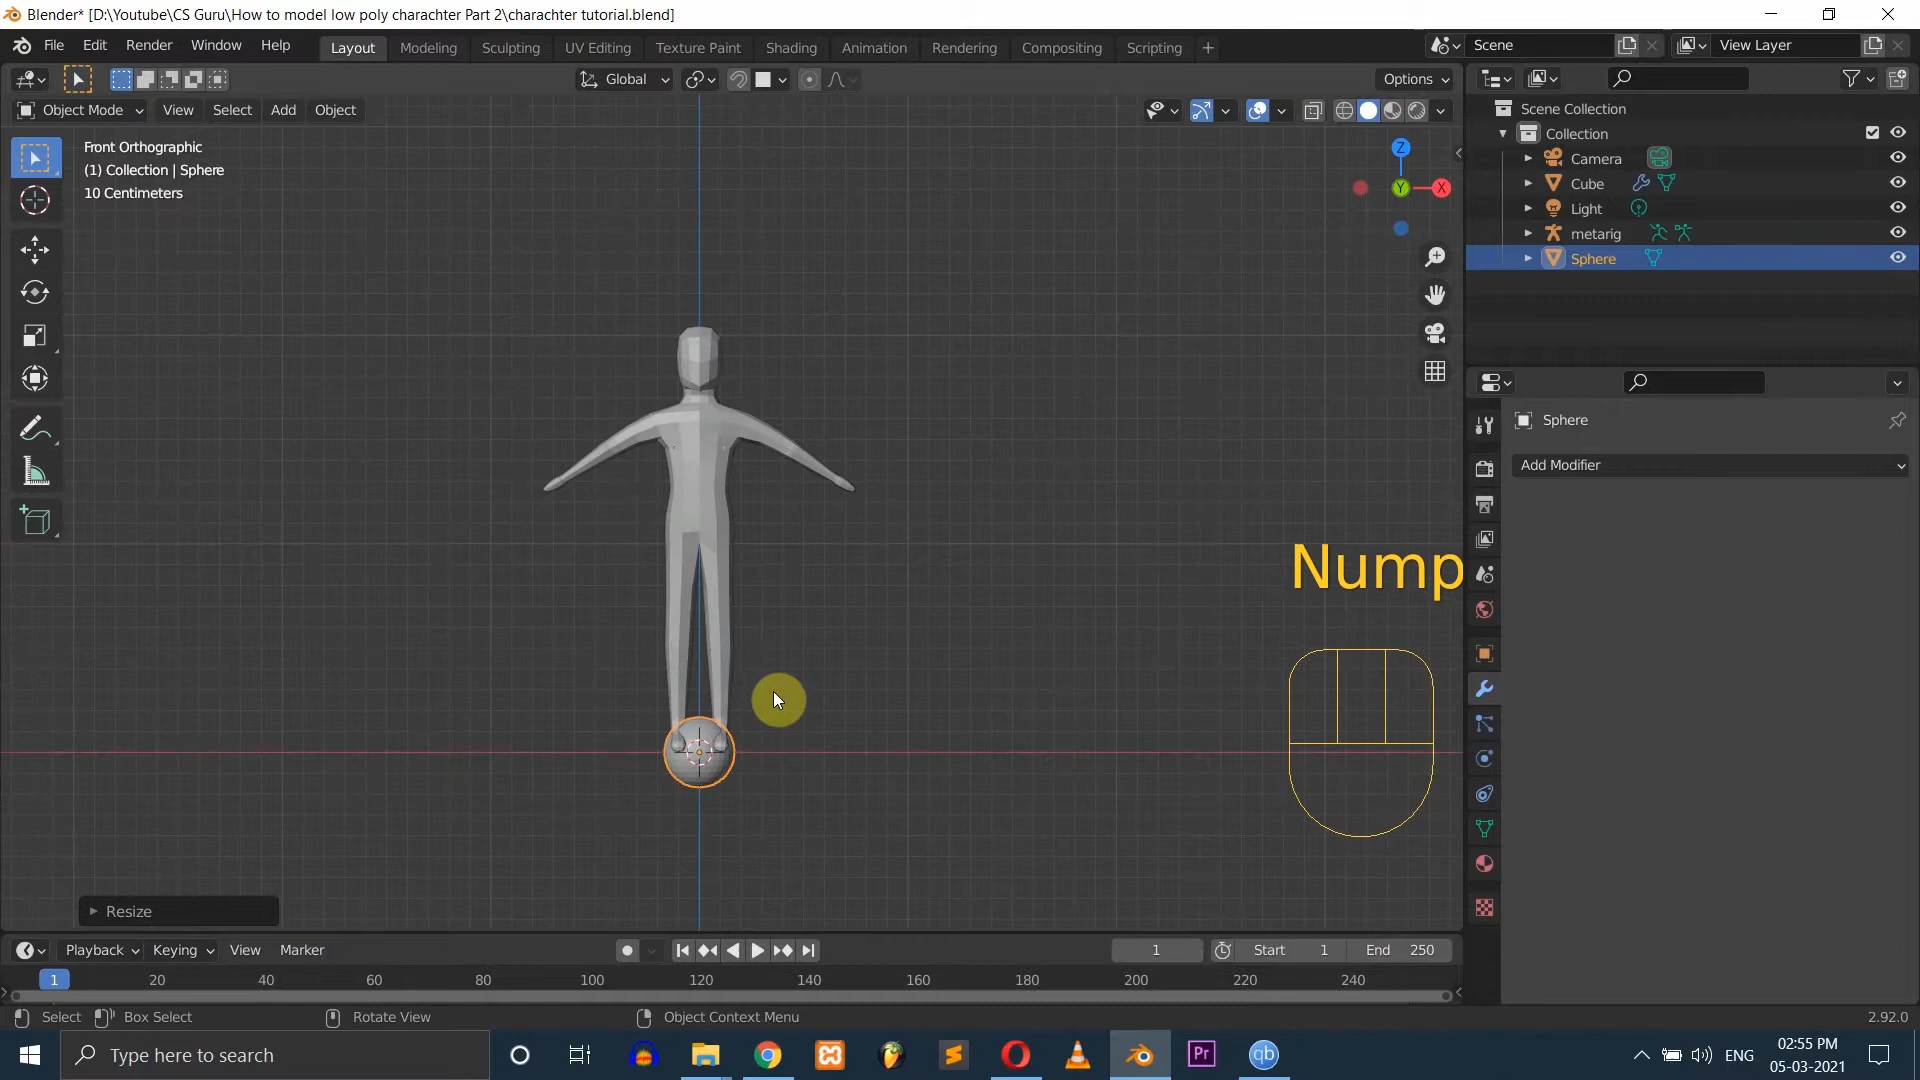 Blender* [D:\Youtube\CS Guru\How to model low poly charachter Part 2\charachter tutorial.blend]
File Edit Render Window Help Layout Modeling Sculpting UV Editing Texture Paint Shading Animation Rendering Compositing Scripting + Scene View Layer
Global Options
Object Mode View Select Add Object
Front Orthographic
(1) Collection | Sphere
10 Centimeters
Z
Y
X
Scene Collection
Collection
Camera
Cube
Light
metarig
Sphere
Sphere
Add Modifier
Nump
Resize
Playback Keying View Marker 1 Start 1 End 250
1 20 40 60 80 100 120 140 160 180 200 220 240
Select Box Select Rotate View Object Context Menu 2.92.0
Type here to search
Pr
qb
ENG
02:55 PM
05-03-2021